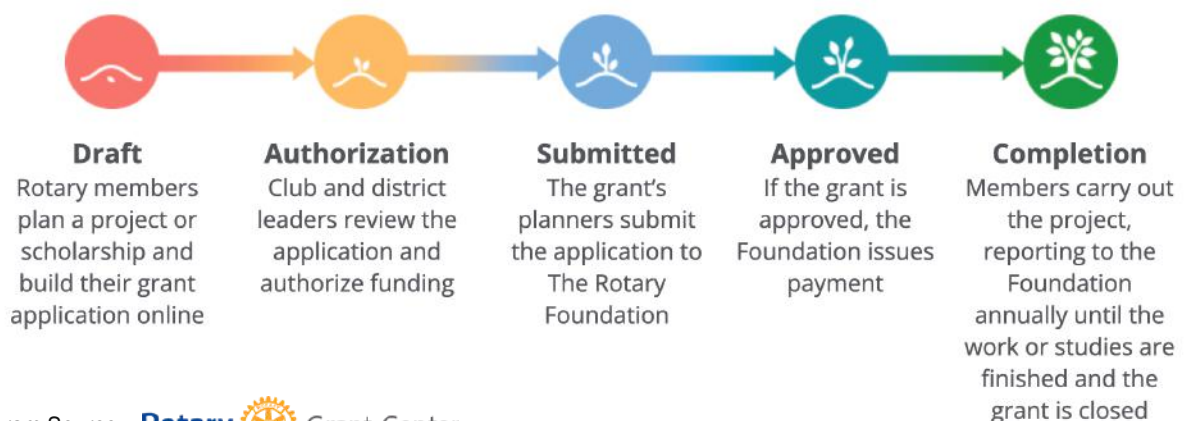 Draft
Rotary members
plan a project or
scholarship and
build their grant
application online
Authorization
Club and district
leaders review the
application and
authorize funding
Submitted
The grant's
planners submit
the application to
The Rotary
Foundation
Approved
If the grant is
approved, the
Foundation issues
payment
Completion
Members carry out
the project,
reporting to the
Foundation
annually until the
work or studies are
finished and the
grant is closed
Rotary Grant Center